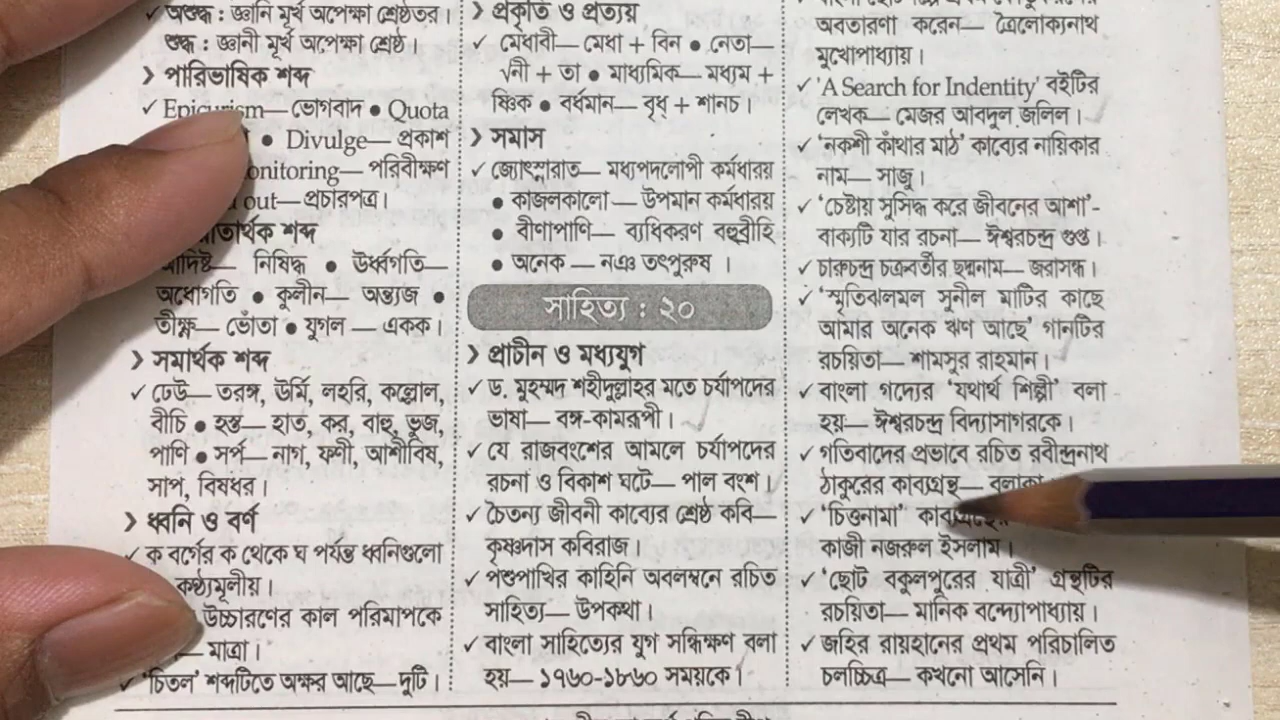 ✓ অশুদ্ধ : জ্ঞানি মূর্খ অপেক্ষা শ্রেষ্ঠতর।
শুদ্ধ : জ্ঞানী মূর্খ অপেক্ষা শ্রেষ্ঠ।
❯ পারিভাষিক শব্দ
✓ Epicurism— ভোগবাদ ● Quota
● Divulge— প্রকাশ
onitoring— পরিবীক্ষণ
out— প্রচারপত্র।
র্থক শব্দ
নিষিদ্ধ ● ঊর্ধ্বগতি—
অধোগতি ● কুলীন— অন্ত্যজ ●
তীক্ষ্ণ— ভোঁতা ● যুগল — একক।
❯ সমার্থক শব্দ
✓ ঢেউ— তরঙ্গ, ঊর্মি, লহরি, কল্লোল,
বীচি ● হস্ত— হাত, কর, বাহু, ভুজ,
পাণি ● সর্প— নাগ, ফণী, আশীবিষ,
সাপ, বিষধর।
❯ ধ্বনি ও বর্ণ
✓ ক বর্গের ক থেকে ঘ পর্যন্ত ধ্বনিগুলো
কণ্ঠ্যমূলীয়।
উচ্চারণের কাল পরিমাপকে
— মাত্রা।
✓ 'চিতল' শব্দটিতে অক্ষর আছে—দুটি।
❯ প্রকৃতি ও প্রত্যয়
✓ মেধাবী— মেধা + বিন ● নেতা—
√নী + তা ● মাধ্যমিক— মধ্যম +
ষ্ণিক ● বর্ধমান— বৃধ্ + শানচ।
❯ সমাস
✓ জ্যোৎস্নারাত— মধ্যপদলোপী কর্মধারয়
● কাজলকালো — উপমান কর্মধারয়
● বীণাপাণি— ব্যধিকরণ বহুব্রীহি
● অনেক — নঞ তৎপুরুষ ।
সাহিত্য : ২০
❯ প্রাচীন ও মধ্যযুগ
✓ ড. মুহম্মদ শহীদুল্লাহর মতে চর্যাপদের
ভাষা— বঙ্গ-কামরূপী।
✓ যে রাজবংশের আমলে চর্যাপদের
রচনা ও বিকাশ ঘটে— পাল বংশ।
✓ চৈতন্য জীবনী কাব্যের শ্রেষ্ঠ কবি—
কৃষ্ণদাস কবিরাজ।
✓ পশুপাখির কাহিনি অবলম্বনে রচিত
সাহিত্য— উপকথা।
✓ বাংলা সাহিত্যের যুগ সন্ধিক্ষণ বলা
হয়— ১৭৬০-১৮৬০ সময়কে।
অবতারণা করেন— ত্রৈলোক্যনাথ
মুখোপাধ্যায়।
✓ 'A Search for Indentity' বইটির
লেখক— মেজর আবদুল জলিল।
✓ 'নকশী কাঁথার মাঠ' কাব্যের নায়িকার
নাম— সাজু।
✓ 'চেষ্টায় সুসিদ্ধ করে জীবনের আশা'-
বাক্যটি যার রচনা— ঈশ্বরচন্দ্র গুপ্ত।
✓ চারুচন্দ্র চক্রবর্তীর ছদ্মনাম— জরাসন্ধ।
✓ 'স্মৃতিঝলমল সুনীল মাটির কাছে
আমার অনেক ঋণ আছে' গানটির
রচয়িতা— শামসুর রাহমান।
✓ বাংলা গদ্যের 'যথার্থ শিল্পী' বলা
হয়— ঈশ্বরচন্দ্র বিদ্যাসাগরকে।
✓ গতিবাদের প্রভাবে রচিত রবীন্দ্রনাথ
ঠাকুরের কাব্যগ্রন্থ— বলাকা
✓ 'চিত্তনামা'
কাজী নজরুল ইসলাম।
✓ 'ছোট বকুলপুরের যাত্রী' গ্রন্থটির
রচয়িতা— মানিক বন্দ্যোপাধ্যায়।
✓ জহির রায়হানের প্রথম পরিচালিত
চলচ্চিত্র— কখনো আসেনি।